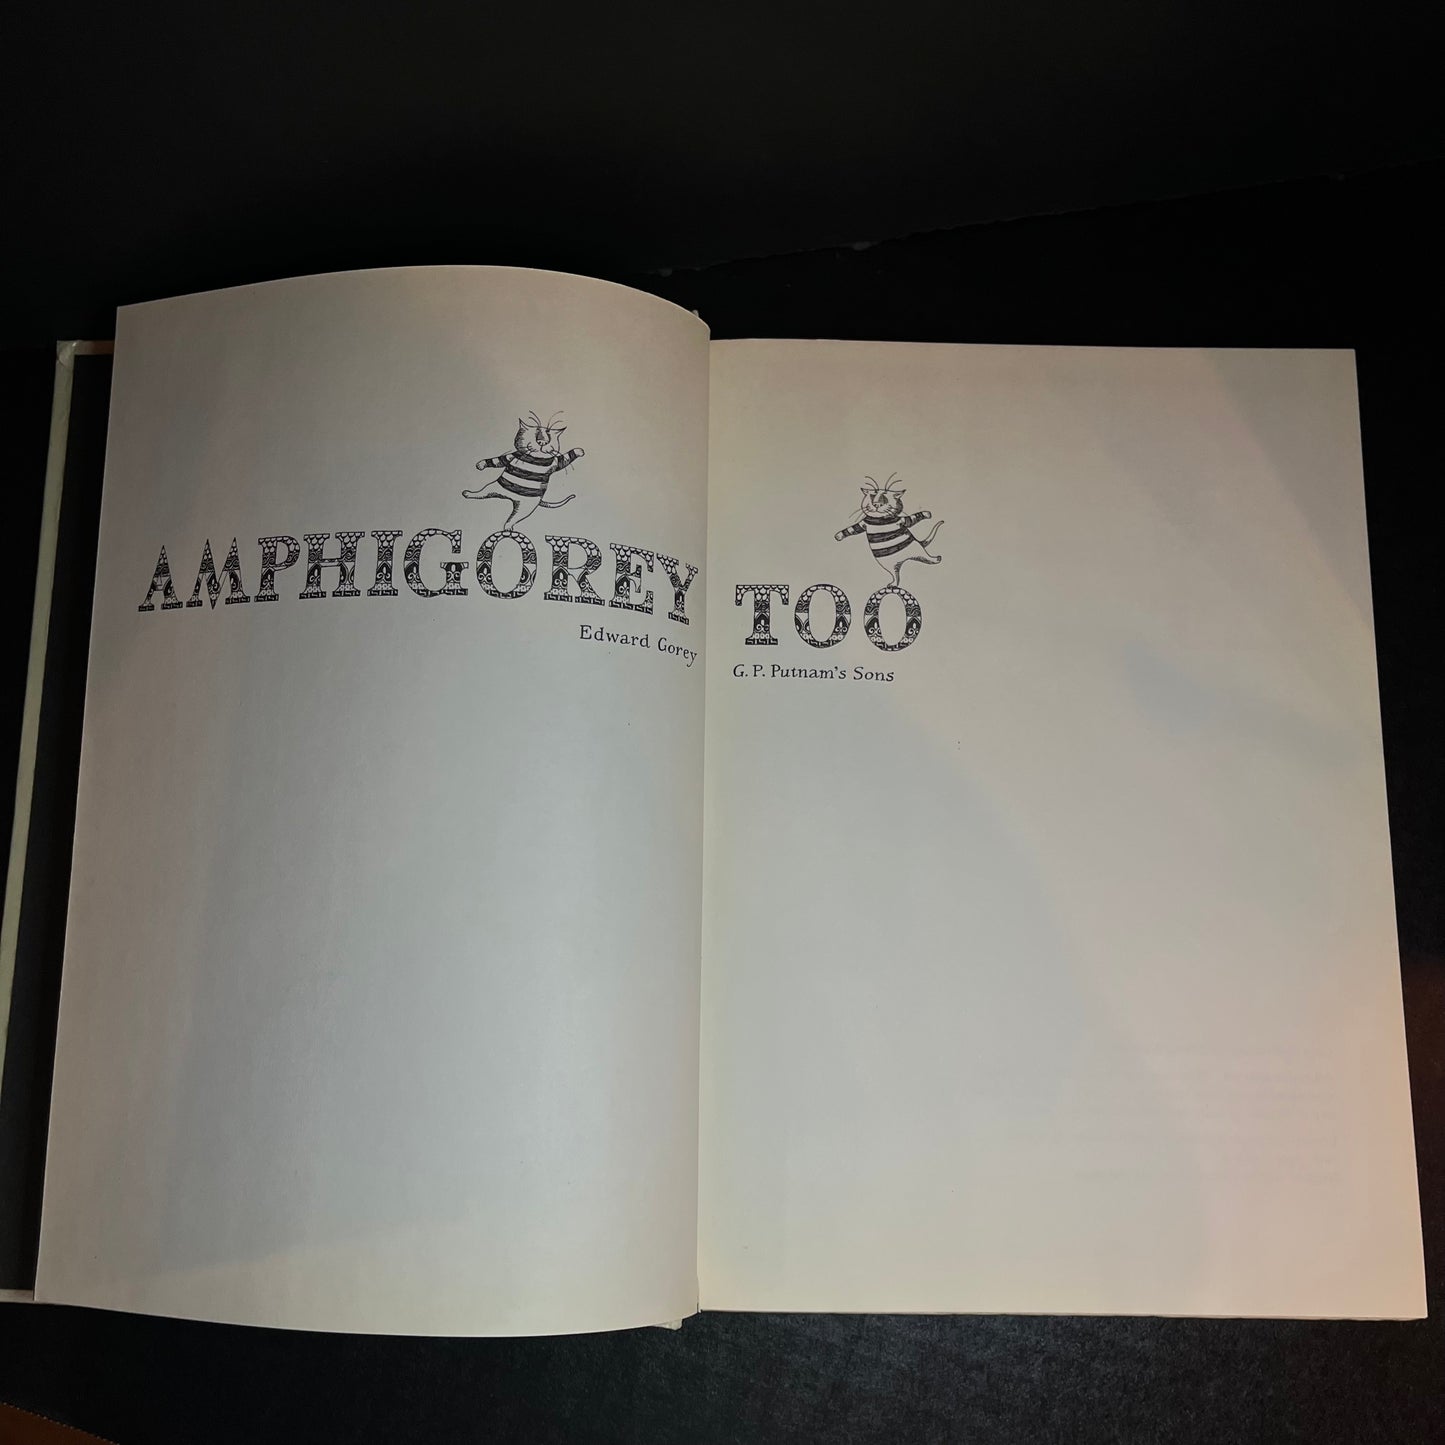 AMPHIGOREY
Edward Gorey
TOO
G. P. Putnam's Sons